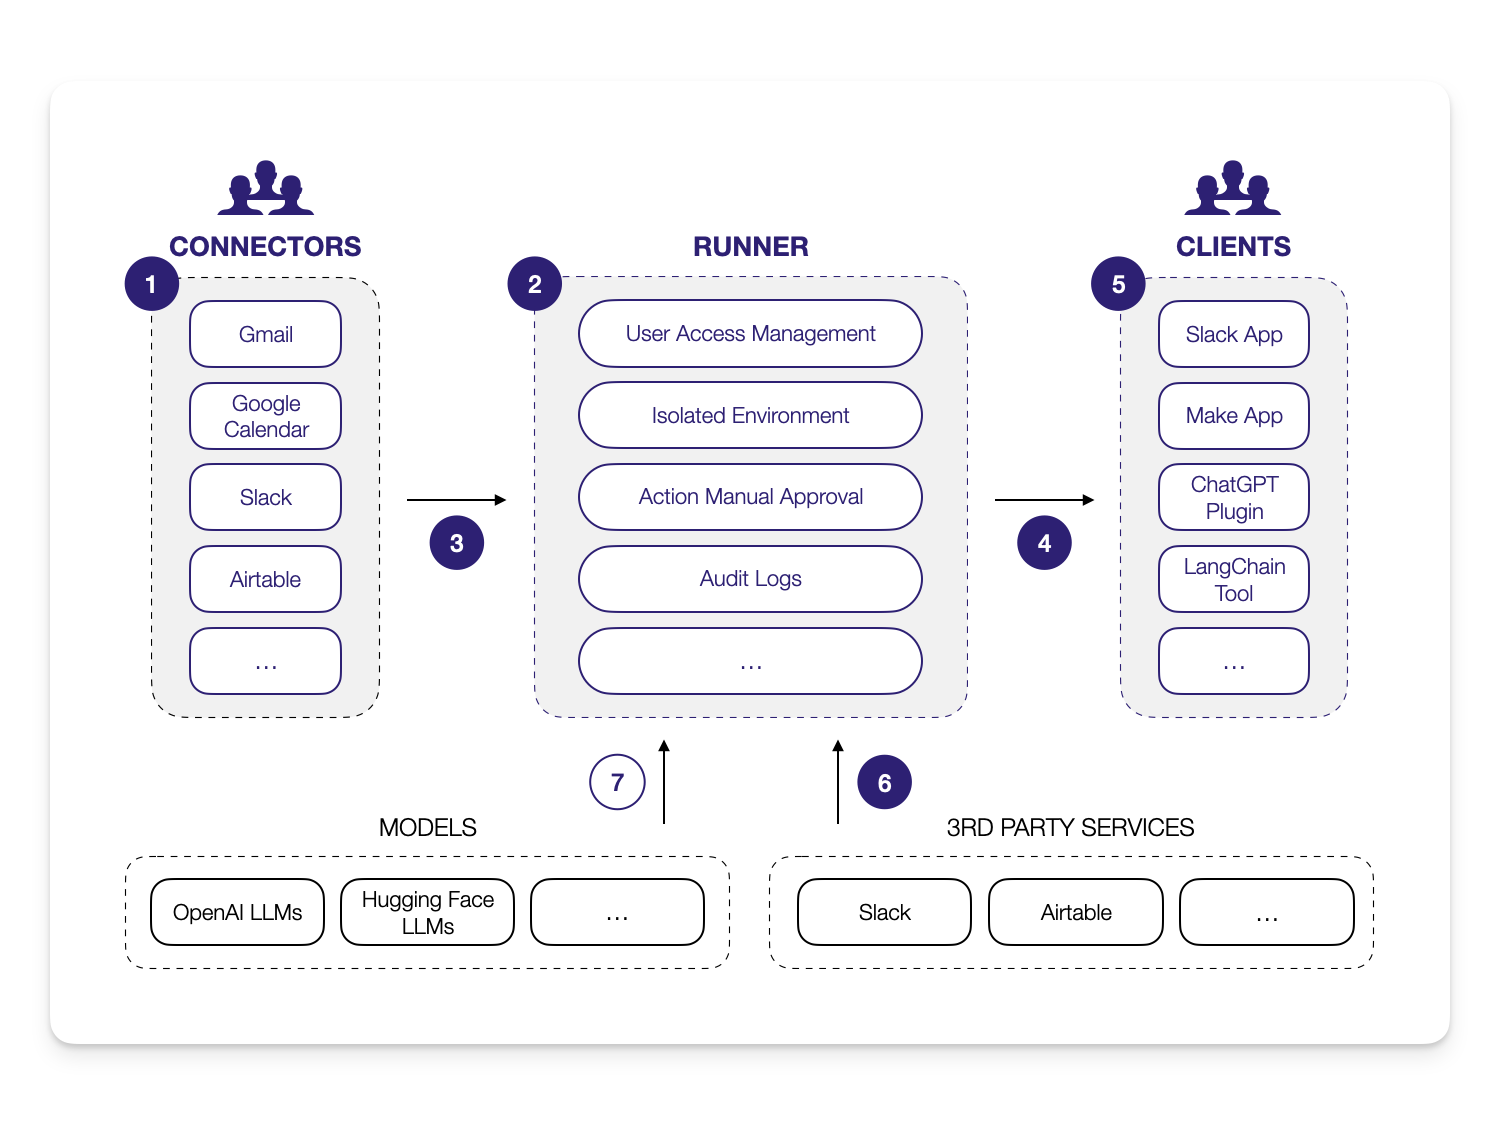 CONNECTORS
1
Gmail
Google
Calendar
Slack
Airtable
...
3
RUNNER
2
User Access Management
Isolated Environment
Action Manual Approval
Audit Logs
...
4
CLIENTS
5
Slack App
Make App
ChatGPT
Plugin
LangChain
Tool
...
7
6
MODELS
OpenAI LLMs
Hugging Face
LLMs
...
3RD PARTY SERVICES
Slack
Airtable
...